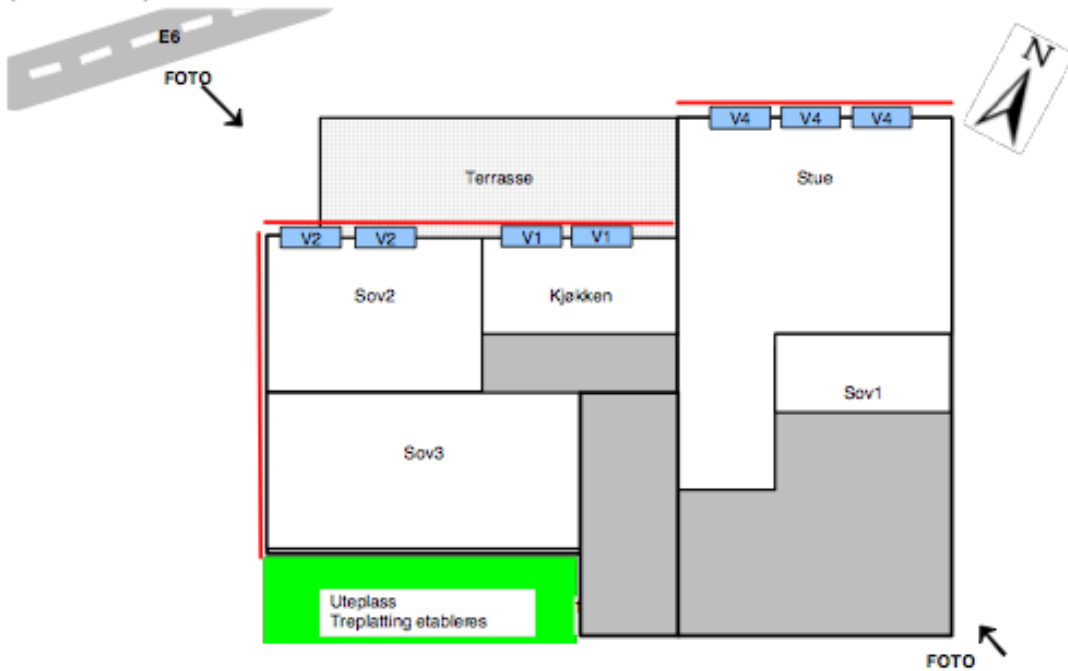 E6
FOTO
N
V4 V4 V4
Terrasse
Stue
V2 V2 V1 V1
Sov2
Kjøkken
Sov1
Sov3
Uteplass
Treplatting etableres
FOTO